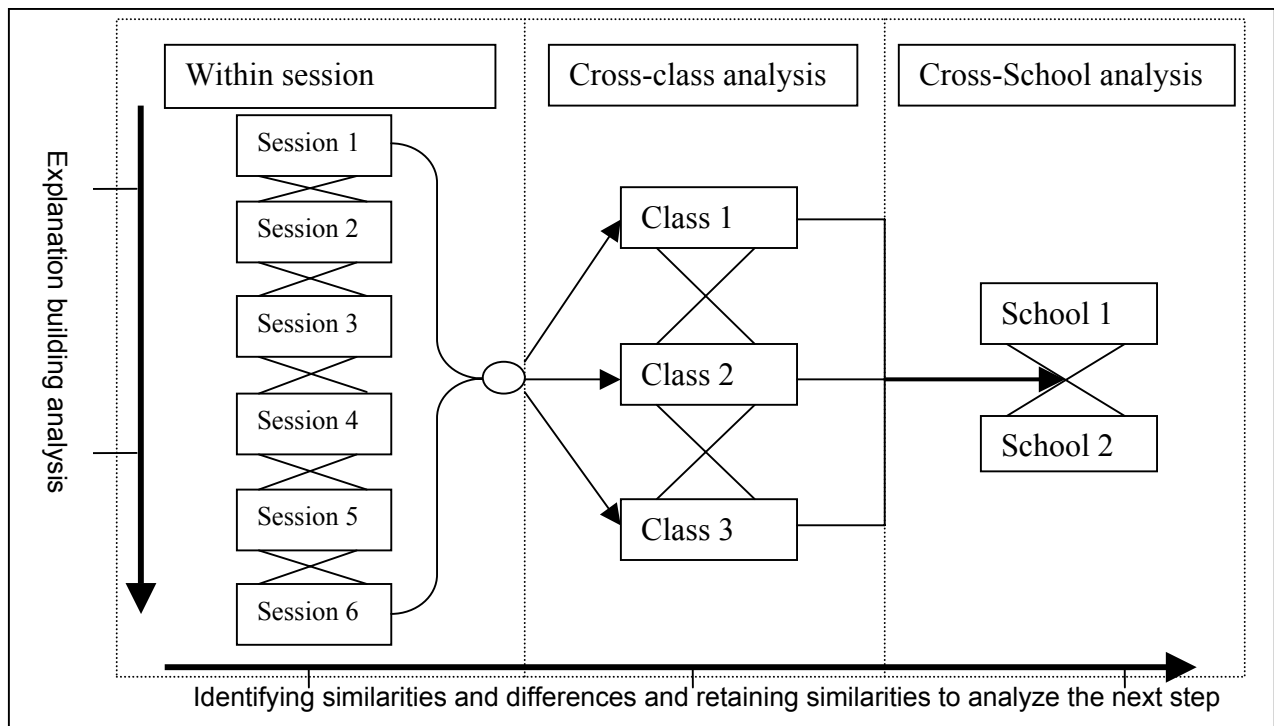 Within session
Cross-class analysis
Cross-School analysis
Explanation building analysis
Session 1
Session 2
Session 3
Session 4
Session 5
Session 6
Class 1
Class 2
Class 3
School 1
School 2
Identifying similarities and differences and retaining similarities to analyze the next step